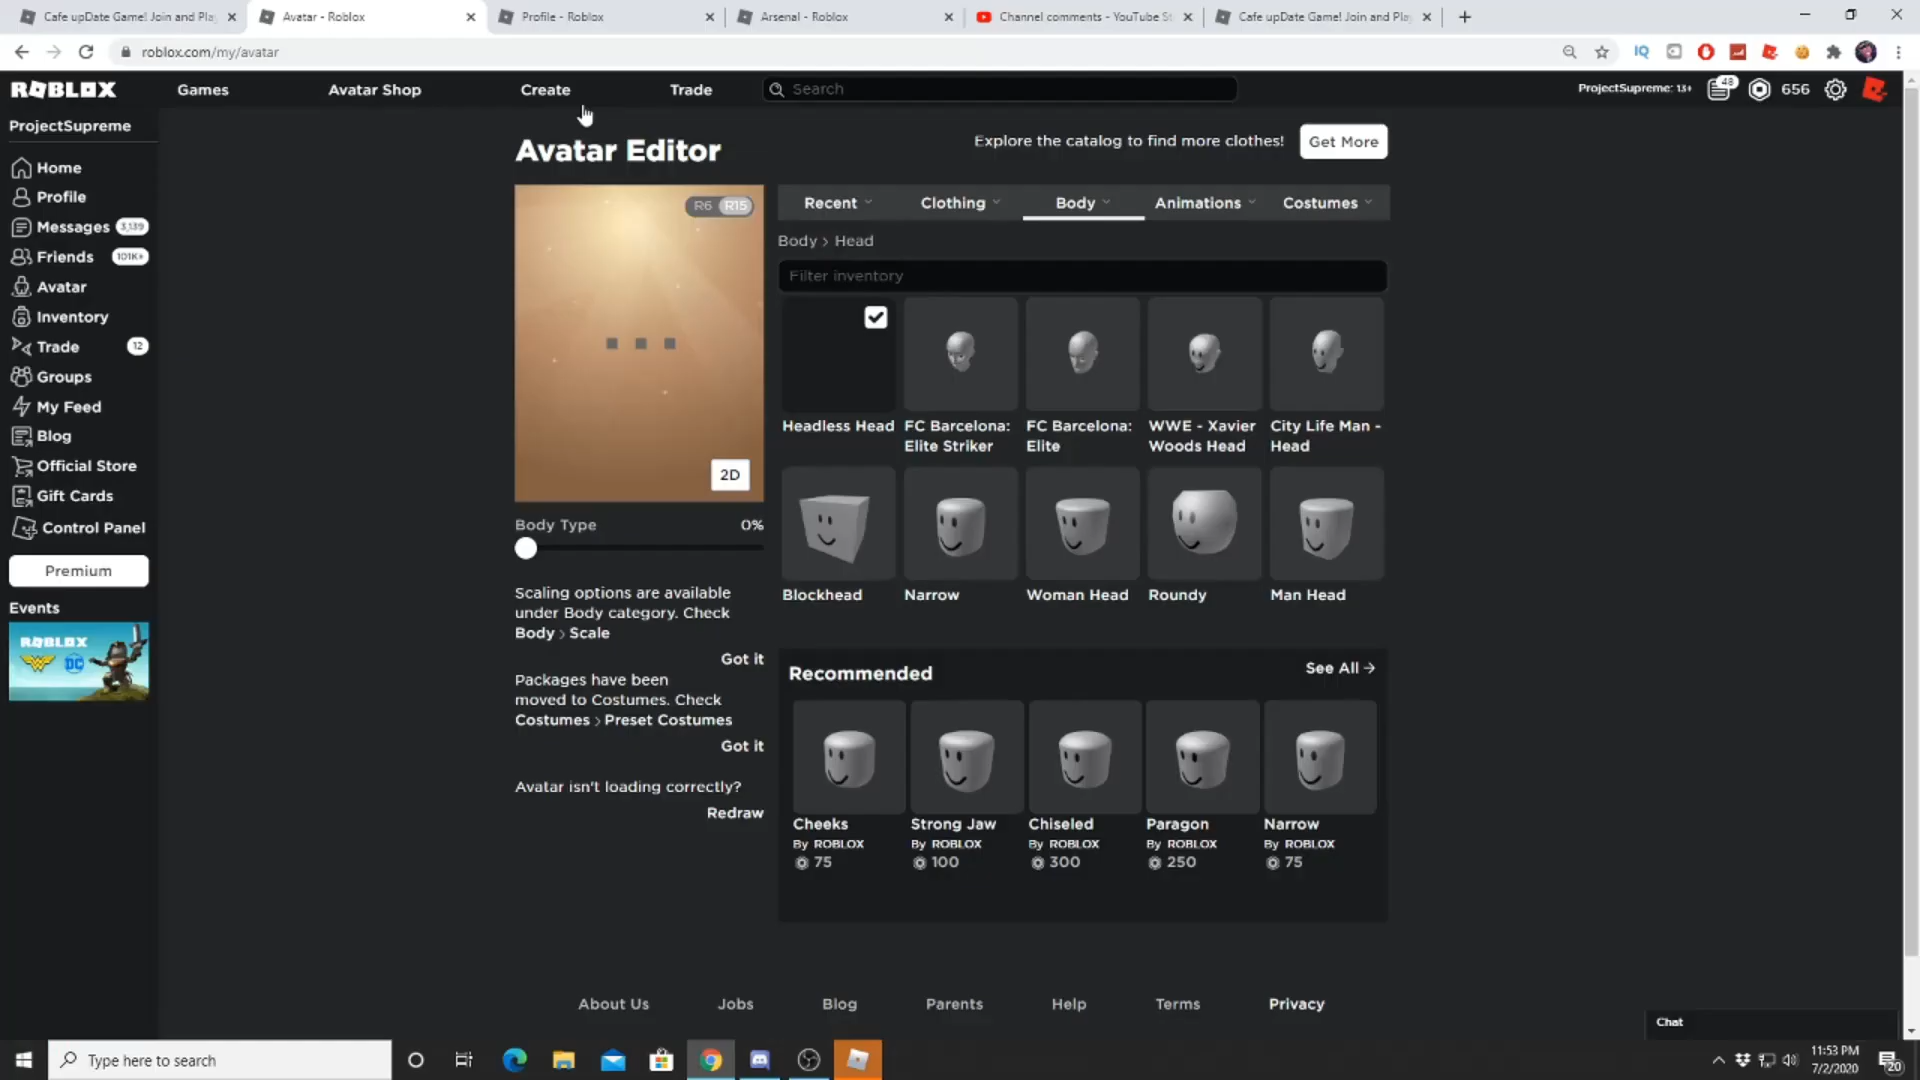 Cafe upDate Game! Join and Pla
Avatar - Roblox
Profile - Roblox
Arsenal - Roblox
Channel comments - YouTube St
Cafe upDate Game! Join and Play
roblox.com/my/avatar
IQ
ROBLOX
Games
Avatar Shop
Create
Trade
Search
ProjectSupreme: 13+
48
656
ProjectSupreme
Home
Profile
Messages 3,139
Friends 101K+
Avatar
Inventory
Trade 12
Groups
My Feed
Blog
Official Store
Gift Cards
Control Panel
Premium
Events
ROBLOX
DC
Avatar Editor
Explore the catalog to find more clothes!
Get More
R6 R15
2D
Body Type 0%
Scaling options are available
under Body category. Check
Body > Scale
Got it
Packages have been
moved to Costumes. Check
Costumes > Preset Costumes
Got it
Avatar isn't loading correctly?
Redraw
Recent
Clothing
Body
Animations
Costumes
Body > Head
Filter inventory
Headless Head
FC Barcelona:
Elite Striker
FC Barcelona:
Elite
WWE - Xavier
Woods Head
City Life Man -
Head
Blockhead
Narrow
Woman Head
Roundy
Man Head
Recommended
See All →
Cheeks
By ROBLOX
75
Strong Jaw
By ROBLOX
100
Chiseled
By ROBLOX
300
Paragon
By ROBLOX
250
Narrow
By ROBLOX
75
About Us
Jobs
Blog
Parents
Help
Terms
Privacy
Chat
Type here to search
11:53 PM
7/2/2020
20